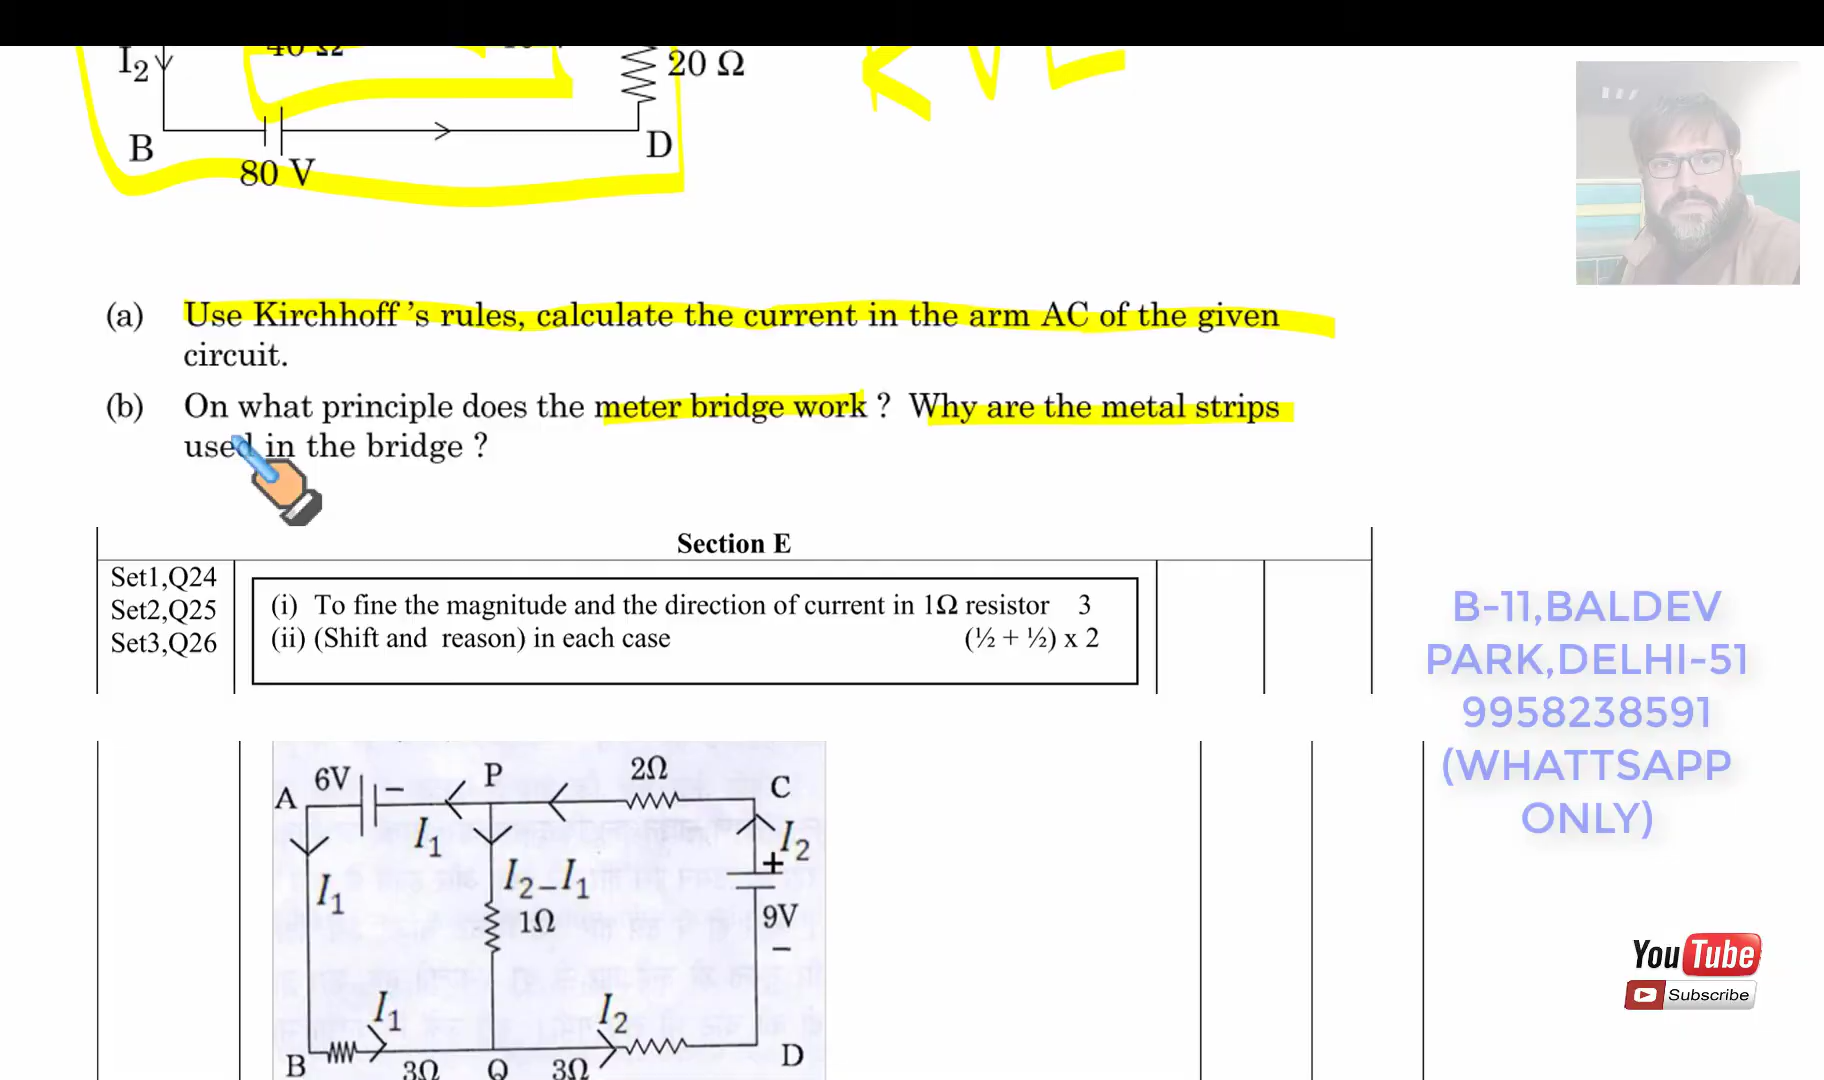 I2
40 Ω
20 Ω
B
D
80 V
(a) Use Kirchhoff 's rules, calculate the current in the arm AC of the given
circuit.
(b) On what principle does the meter bridge work ? Why are the metal strips
used in the bridge ?
Section E
Set1,Q24
Set2,Q25
Set3,Q26
(i) To fine the magnitude and the direction of current in 1Ω resistor 3
(ii) (Shift and reason) in each case (½ + ½) x 2
B-11,BALDEV
PARK,DELHI-51
9958238591
(WHATTSAPP
ONLY)
6V
P
2Ω
A
−
C
I1
I2
+
I1
I2−I1
1Ω
9V
−
I1
I2
B
3Ω
Q
3Ω
D
YouTube
Subscribe